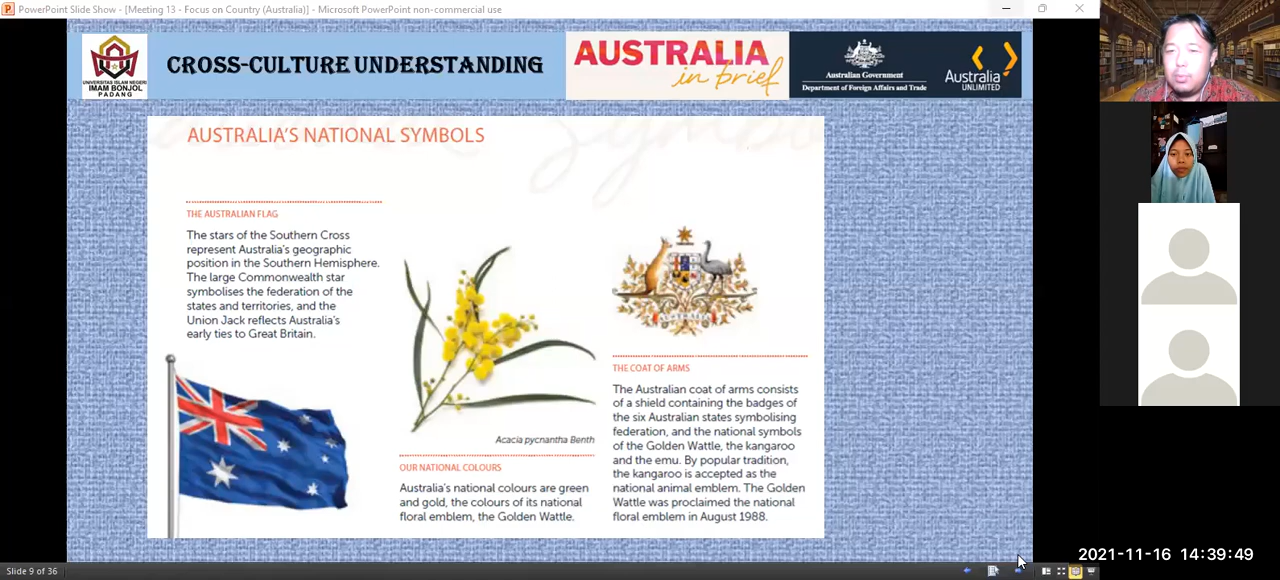 PowerPoint Slide Show - [Meeting 13 - Focus on Country (Australia)] - Microsoft PowerPoint non-commercial use
UNIVERSITAS ISLAM NEGERI
IMAM BONJOL
PADANG
CROSS-CULTURE UNDERSTANDING
AUSTRALIA
in brief
Australian Government
Department of Foreign Affairs and Trade
Australia
UNLIMITED
AUSTRALIA'S NATIONAL SYMBOLS
THE AUSTRALIAN FLAG
The stars of the Southern Cross
represent Australia's geographic
position in the Southern Hemisphere.
The large Commonwealth star
symbolises the federation of the
states and territories, and the
Union Jack reflects Australia's
early ties to Great Britain.
Acacia pycnantha Benth
OUR NATIONAL COLOURS
Australia's national colours are green
and gold, the colours of its national
floral emblem, the Golden Wattle.
AUSTRALIA
THE COAT OF ARMS
The Australian coat of arms consists
of a shield containing the badges of
the six Australian states symbolising
federation, and the national symbols
of the Golden Wattle, the kangaroo
and the emu. By popular tradition,
the kangaroo is accepted as the
national animal emblem. The Golden
Wattle was proclaimed the national
floral emblem in August 1988.
2021-11-16 14:39:49
Slide 9 of 36